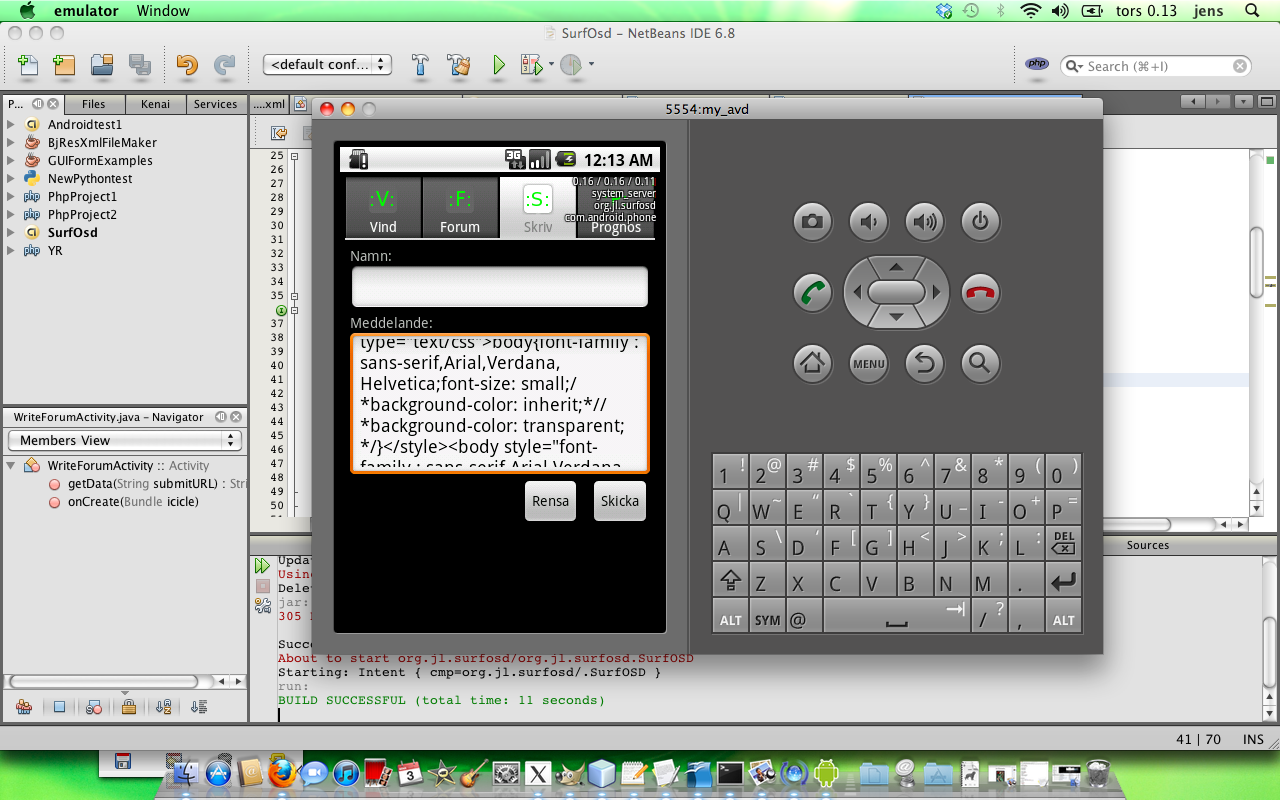 emulator Window
tors 0.13 jens
SurfOsd – NetBeans IDE 6.8
<default conf...
php
Search (⌘+I)
P... Files Kenai Services
....xml
5554:my_avd
Androidtest1
BjResXmlFileMaker
GUIFormExamples
NewPythontest
php PhpProject1
php PhpProject2
SurfOsd
php YR
25
26
27
28
29
30
31
32
33
34
35
37
38
39
40
41
42
43
44
45
46
47
48
49
50
3G 12:13 AM
0.16 / 0.16 / 0.11
system_server
org.jl.surfosd
com.android.phone
:V: :F: :S:
Vind Forum Skriv Prognos
Namn:
Meddelande:
type="text/css">body{font-family :
sans-serif,Arial,Verdana,
Helvetica;font-size: small;/
*background-color: inherit;*//
*background-color: transparent;
*/}</style><body style="font-
family : sans-serif,Arial,Verdana
Rensa Skicka
MENU
1 ! 2 @ 3 # 4 $ 5 % 6 ^ 7 & 8 * 9 ( 0 )
Q | W ~ E “ R ` T { Y } U _ I - O + P =
A S \ D ‘ F [ G ] H < J > K ; L : DEL
Z X C V B N M .
ALT SYM @ / ? , ALT
WriteForumActivity.java – Navigator
Members View
WriteForumActivity :: Activity
getData(String submitURL) : Stri
onCreate(Bundle icicle)
Sources
Upda
Using
Delet
jar:
305
Succe
About to start org.jl.surfosd/org.jl.surfosd.SurfOSD
Starting: Intent { cmp=org.jl.surfosd/.SurfOSD }
run:
BUILD SUCCESSFUL (total time: 11 seconds)
41 | 70 INS